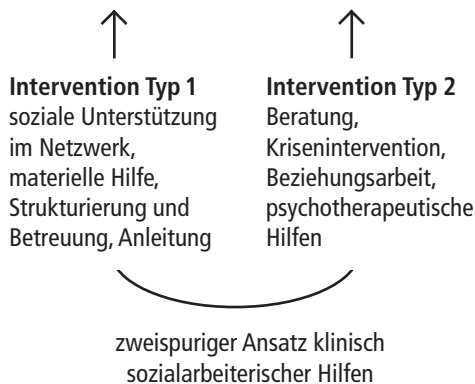 Intervention Typ 1
soziale Unterstützung
im Netzwerk,
materielle Hilfe,
Strukturierung und
Betreuung, Anleitung
Intervention Typ 2
Beratung,
Krisenintervention,
Beziehungsarbeit,
psychotherapeutische
Hilfen
zweispuriger Ansatz klinisch
sozialarbeiterischer Hilfen